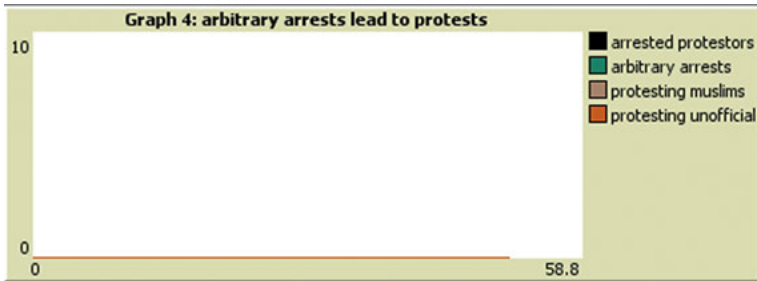 Graph 4: arbitrary arrests lead to protests
10
0
0
58.8
arrested protestors
arbitrary arrests
protesting muslims
protesting unofficial